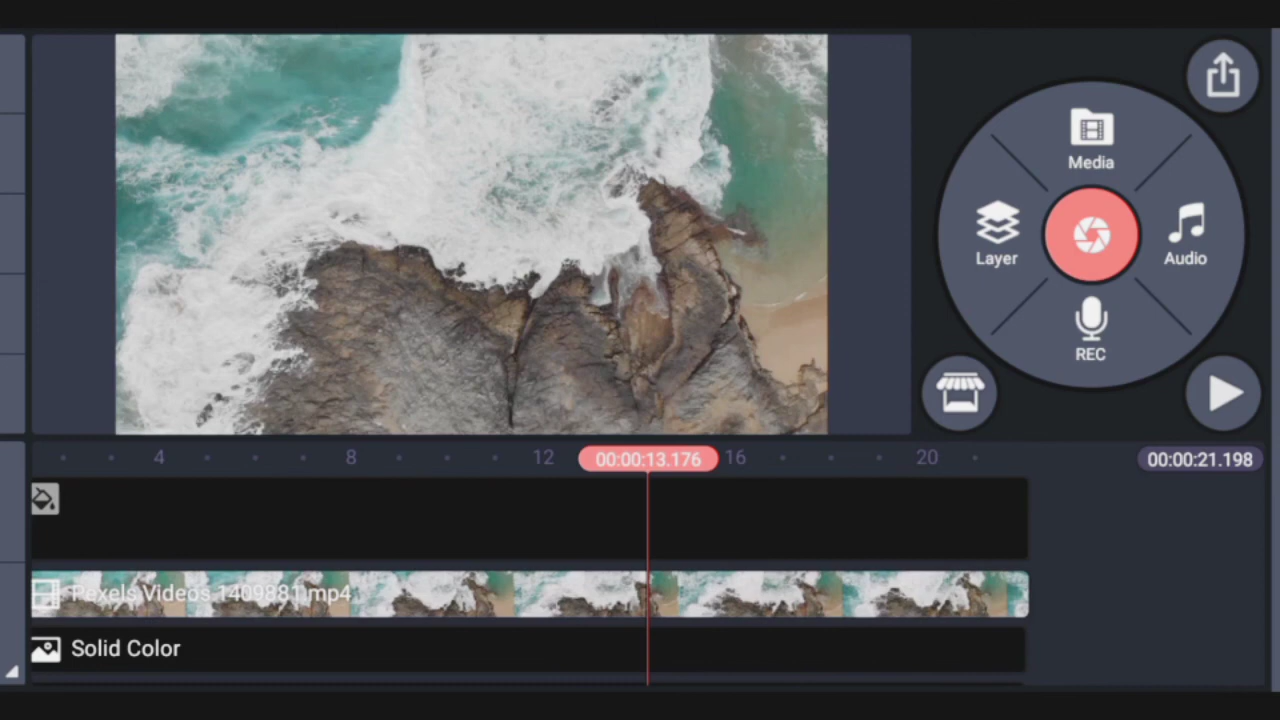 Media
Layer
Audio
REC
4
8
12
00:00:13.176
16
20
00:00:21.198
Pexels Videos 1409881.mp4
Solid Color